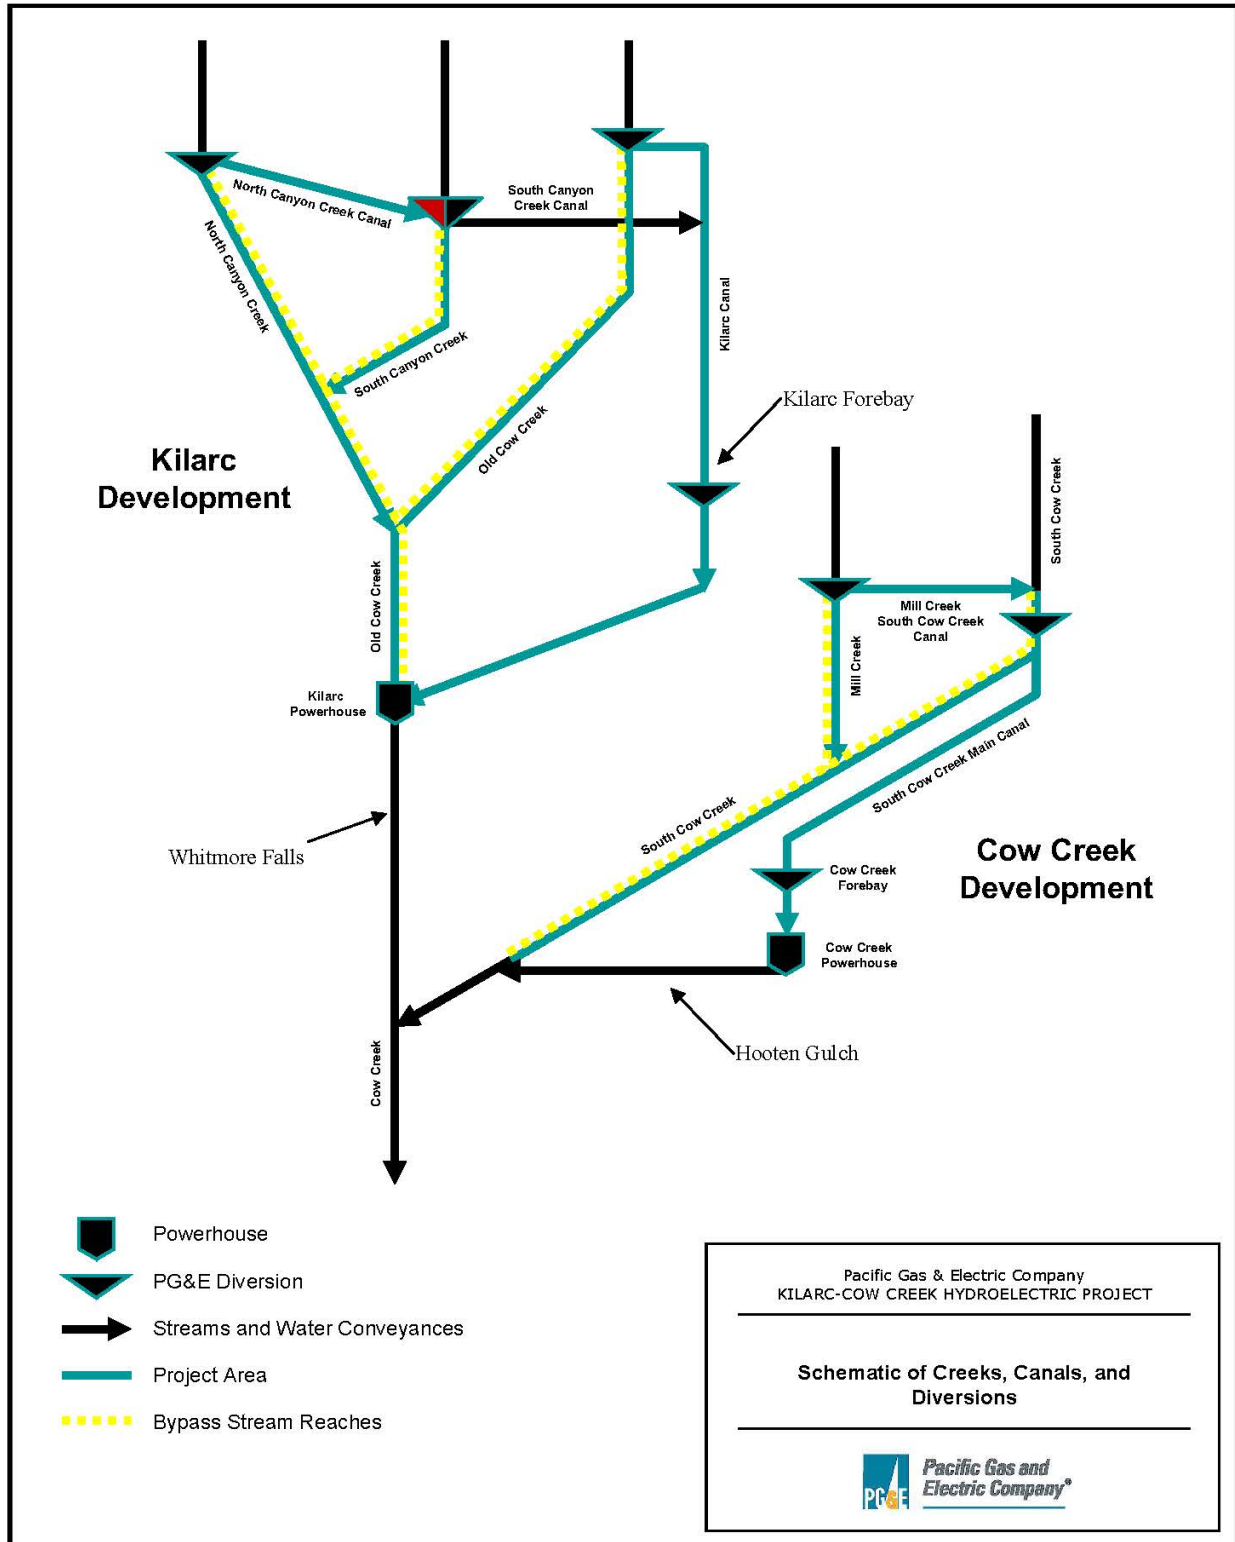 North Canyon Creek Canal
South Canyon
Creek Canal
North Canyon Creek
South Canyon Creek
Kilarc Canal
Old Cow Creek
Kilarc Forebay
Kilarc
Development
South Cow Creek
Old Cow Creek
Mill Creek
South Cow Creek
Canal
Mill Creek
Kilarc
Powerhouse
South Cow Creek Main Canal
South Cow Creek
Whitmore Falls
Cow Creek
Development
Cow Creek
Forebay
Cow Creek
Powerhouse
Hooten Gulch
Cow Creek
Powerhouse
PG&E Diversion
Streams and Water Conveyances
Project Area
Bypass Stream Reaches
Pacific Gas & Electric Company
KILARC-COW CREEK HYDROELECTRIC PROJECT
Schematic of Creeks, Canals, and
Diversions
PG&E
Pacific Gas and
Electric Company®